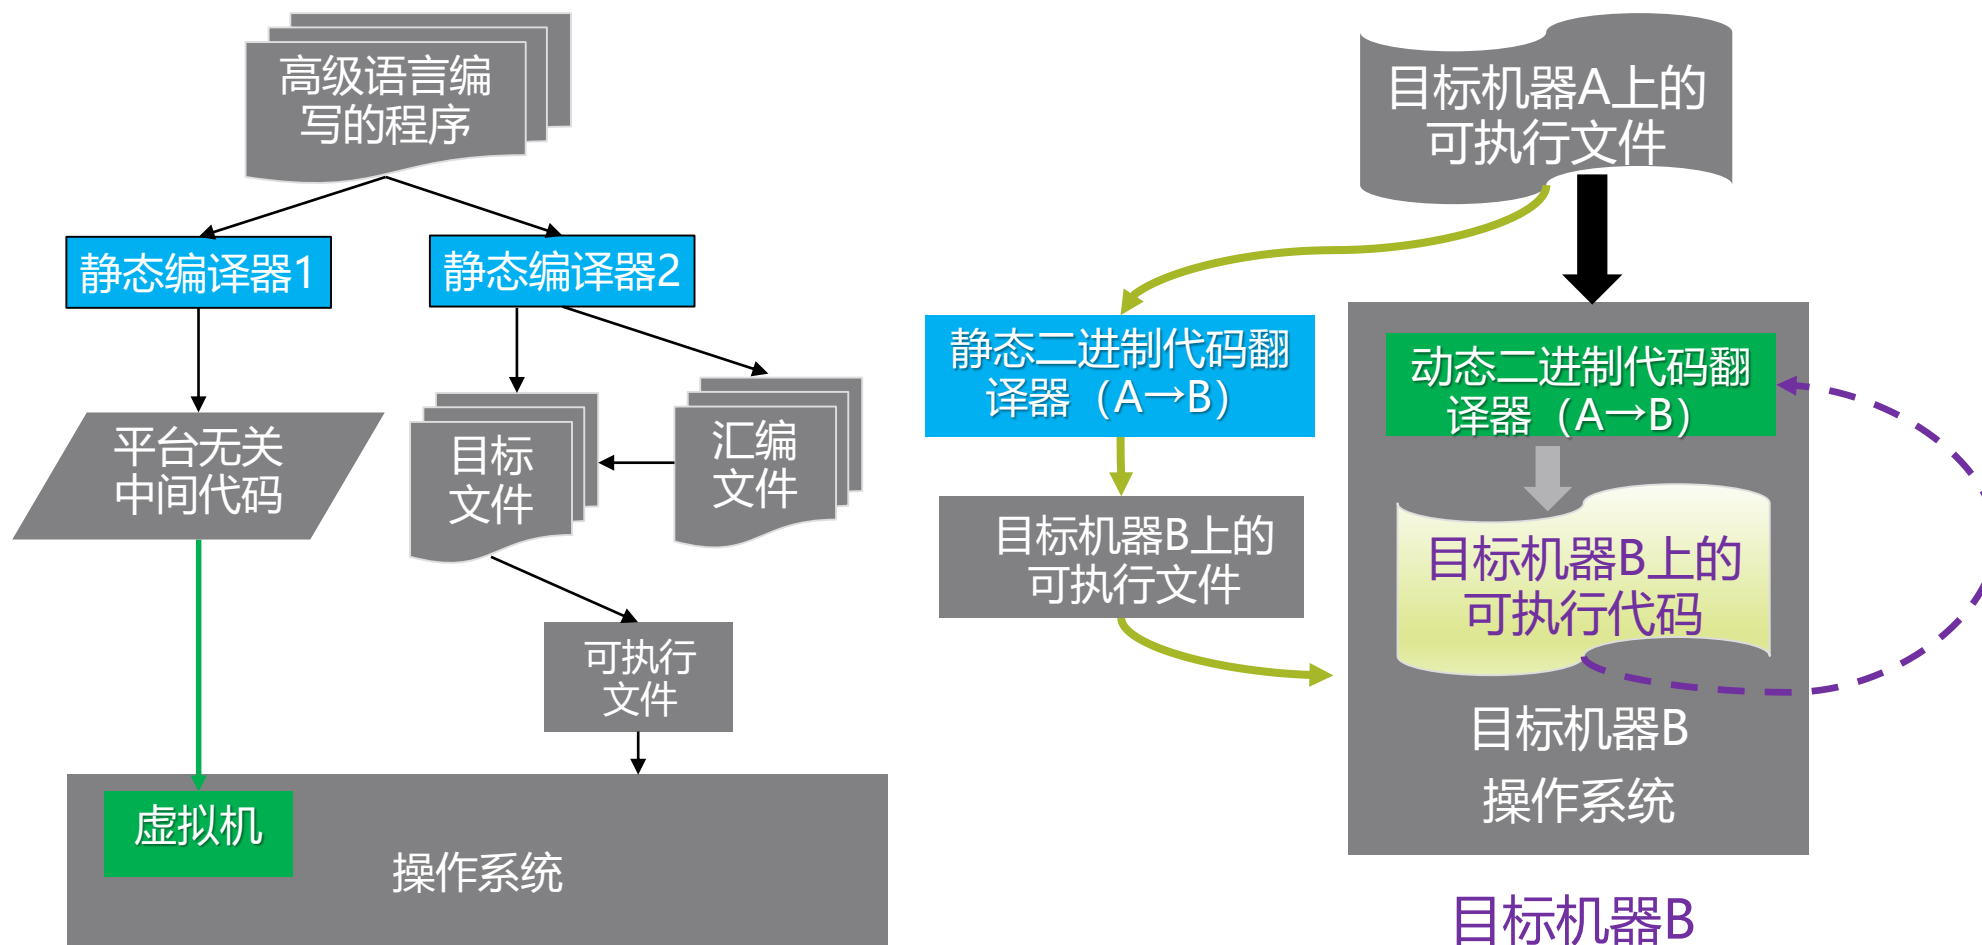 高级语言编
写的程序
静态编译器1
静态编译器2
平台无关
中间代码
目标
文件
汇编
文件
可执行
文件
虚拟机
操作系统
目标机器A上的
可执行文件
静态二进制代码翻
译器（A→B）
目标机器B上的
可执行文件
动态二进制代码翻
译器（A→B）
目标机器B上的
可执行代码
目标机器B
操作系统
目标机器B